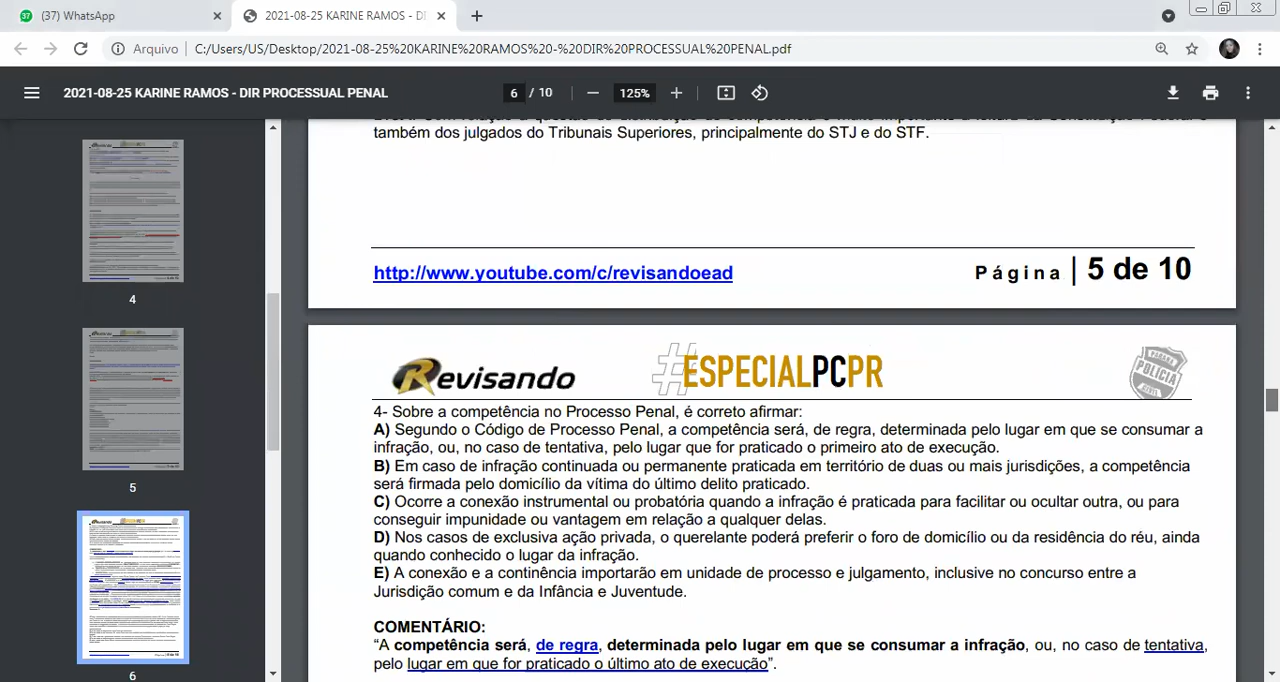 (37) WhatsApp
2021-08-25 KARINE RAMOS - DI
Arquivo
C:/Users/US/Desktop/2021-08-25%20KARINE%20RAMOS%20-%20DIR%20PROCESSUAL%20PENAL.pdf
2021-08-25 KARINE RAMOS - DIR PROCESSUAL PENAL
6 / 10
125%
4
5
6
também dos julgados do Tribunais Superiores, principalmente do STJ e do STF.
http://www.youtube.com/c/revisandoead
Página | 5 de 10
Revisando
#ESPECIALPCPR
PARANÁ
POLÍCIA
CIVIL
4- Sobre a competência no Processo Penal, é correto afirmar:
A) Segundo o Código de Processo Penal, a competência será, de regra, determinada pelo lugar em que se consumar a
infração, ou, no caso de tentativa, pelo lugar que for praticado o primeiro ato de execução.
B) Em caso de infração continuada ou permanente praticada em território de duas ou mais jurisdições, a competência
será firmada pelo domicílio da vítima do último delito praticado.
C) Ocorre a conexão instrumental ou probatória quando a infração é praticada para facilitar ou ocultar outra, ou para
conseguir impunidade ou vantagem em relação a qualquer delas.
D) Nos casos de exclusiva ação privada, o querelante poderá preferir o foro de domicílio ou da residência do réu, ainda
quando conhecido o lugar da infração.
E) A conexão e a continência importarão em unidade de processo e julgamento, inclusive no concurso entre a
Jurisdição comum e da Infância e Juventude.
COMENTÁRIO:
“A competência será, de regra, determinada pelo lugar em que se consumar a infração, ou, no caso de tentativa,
pelo lugar em que for praticado o último ato de execução”.